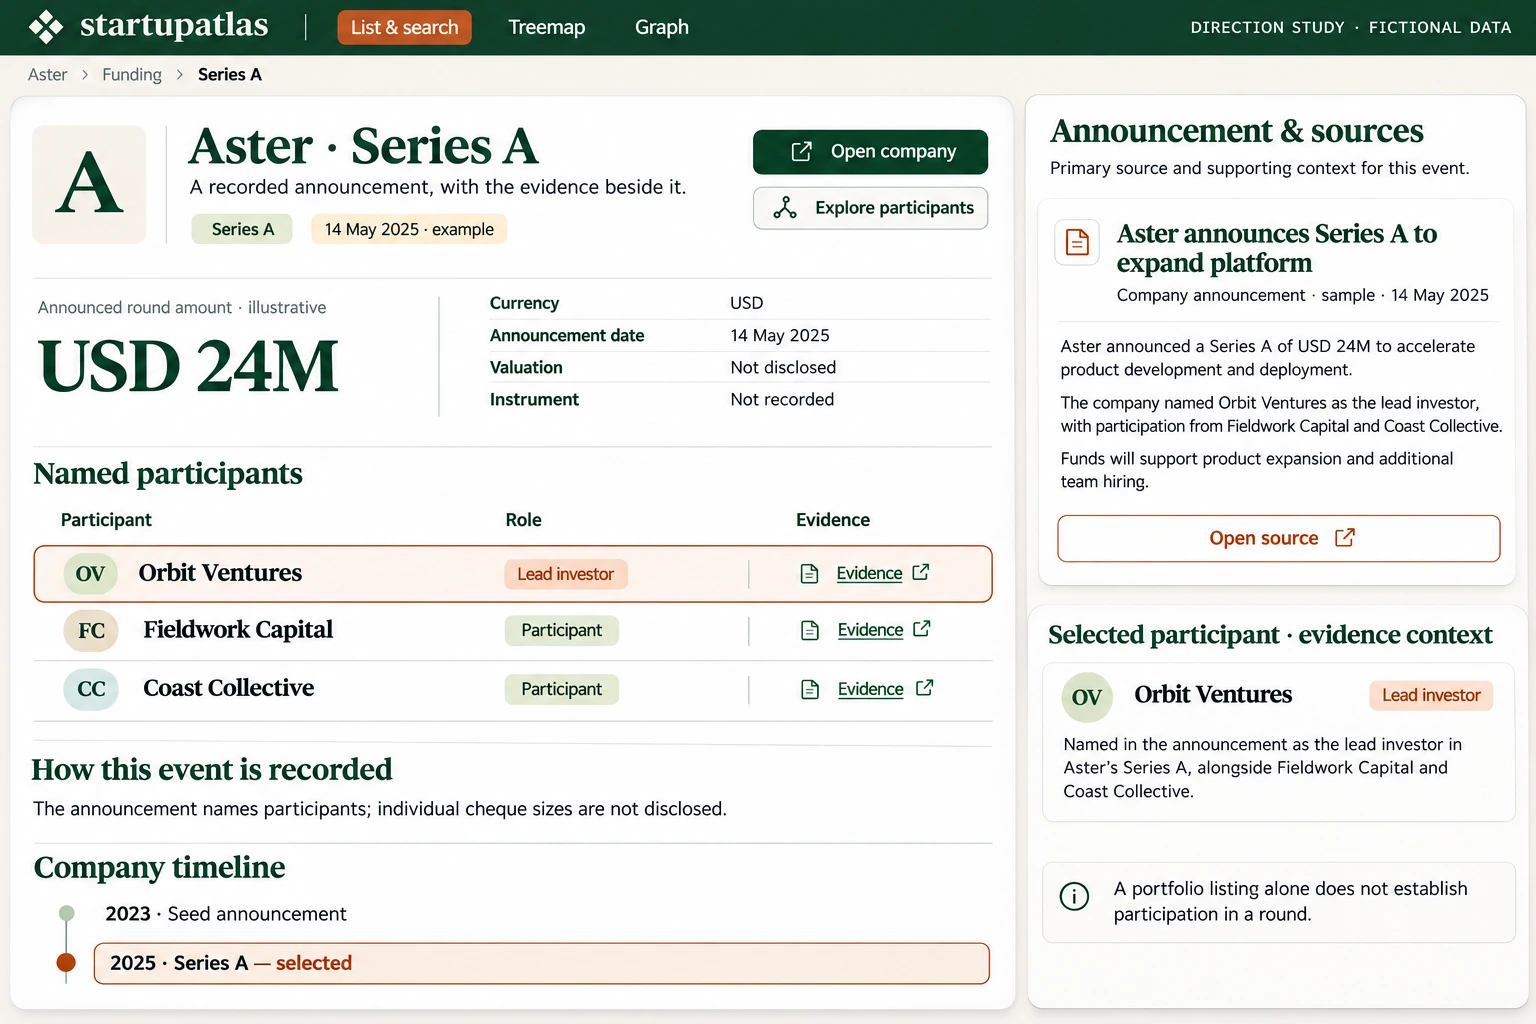 startupatlas
List & search
Treemap
Graph
DIRECTION STUDY · FICTIONAL DATA
Aster > Funding > Series A
A
Aster · Series A
A recorded announcement, with the evidence beside it.
Series A
14 May 2025 · example
Open company
Explore participants
Announced round amount · illustrative
USD 24M
Currency USD
Announcement date 14 May 2025
Valuation Not disclosed
Instrument Not recorded
Named participants
Participant Role Evidence
OV Orbit Ventures Lead investor Evidence
FC Fieldwork Capital Participant Evidence
CC Coast Collective Participant Evidence
How this event is recorded
The announcement names participants; individual cheque sizes are not disclosed.
Company timeline
2023 · Seed announcement
2025 · Series A — selected
Announcement & sources
Primary source and supporting context for this event.
Aster announces Series A to
expand platform
Company announcement · sample · 14 May 2025
Aster announced a Series A of USD 24M to accelerate
product development and deployment.
The company named Orbit Ventures as the lead investor,
with participation from Fieldwork Capital and Coast Collective.
Funds will support product expansion and additional
team hiring.
Open source
Selected participant · evidence context
OV Orbit Ventures Lead investor
Named in the announcement as the lead investor in
Aster's Series A, alongside Fieldwork Capital and
Coast Collective.
A portfolio listing alone does not establish
participation in a round.